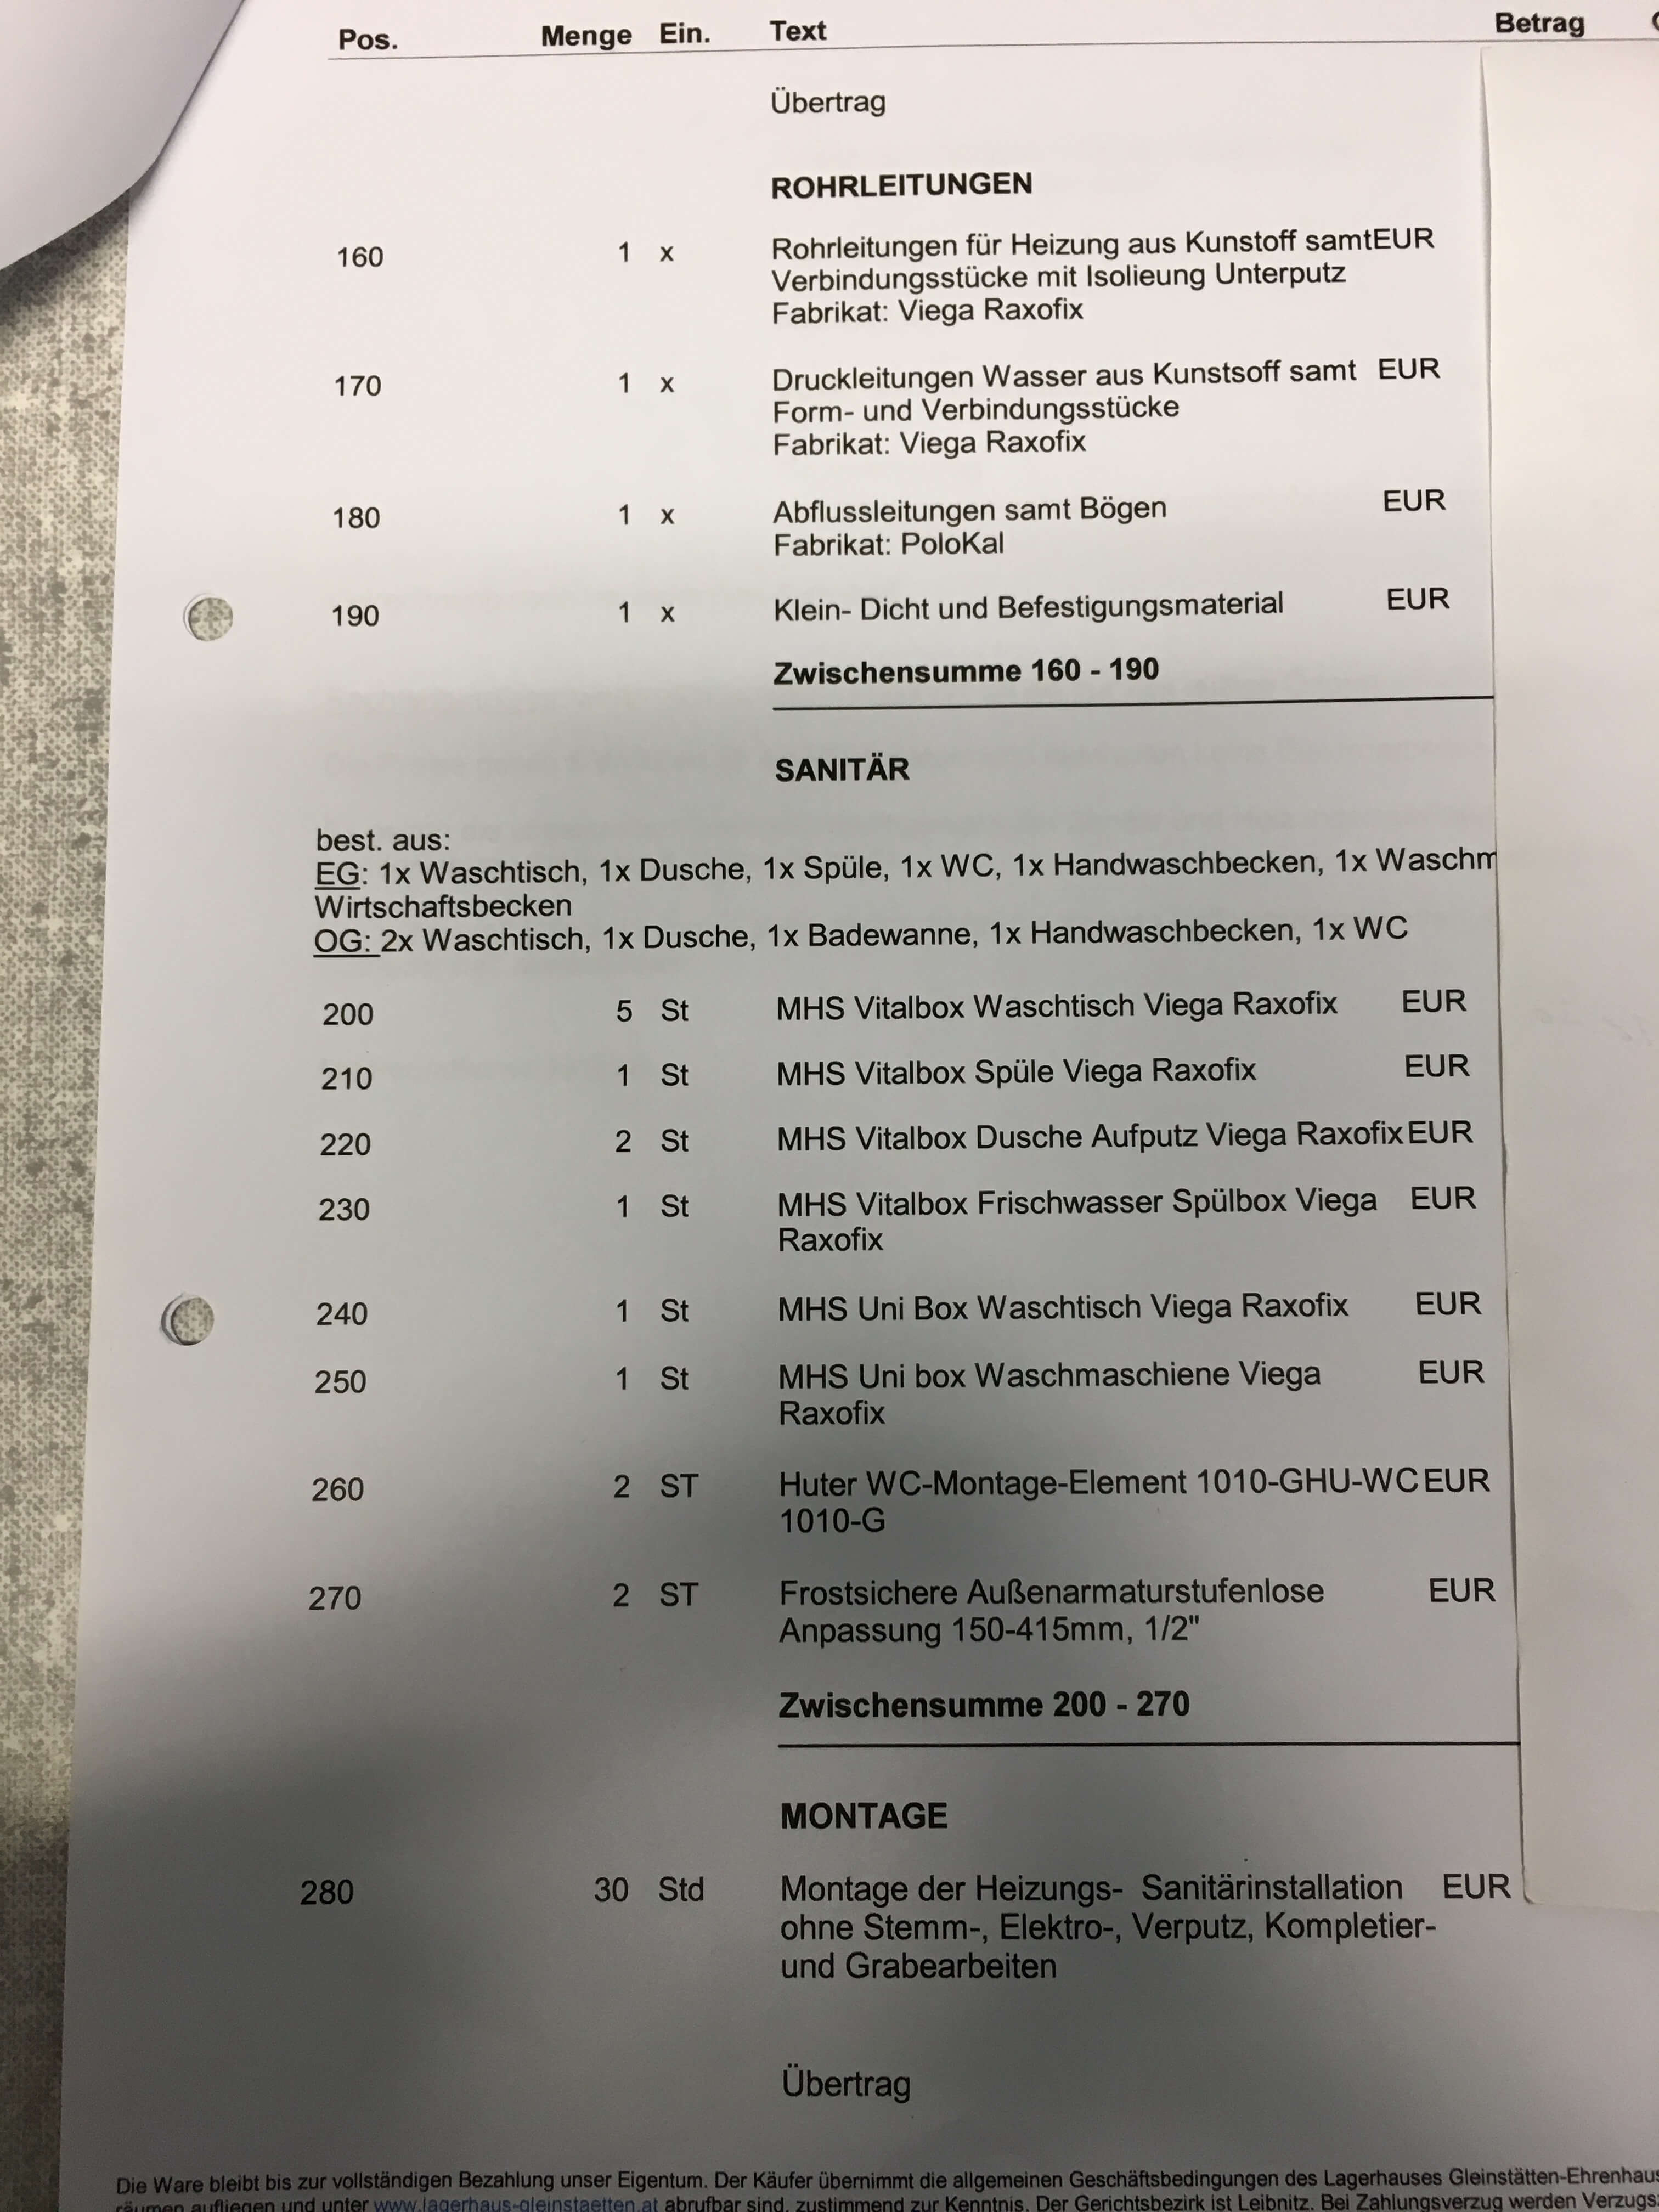 Pos. Menge Ein. Text Betrag
Übertrag
ROHRLEITUNGEN
160 1 x Rohrleitungen für Heizung aus Kunstoff samt EUR
Verbindungsstücke mit Isolieung Unterputz
Fabrikat: Viega Raxofix
170 1 x Druckleitungen Wasser aus Kunstsoff samt EUR
Form- und Verbindungsstücke
Fabrikat: Viega Raxofix
180 1 x Abflussleitungen samt Bögen EUR
Fabrikat: PoloKal
190 1 x Klein- Dicht und Befestigungsmaterial EUR
Zwischensumme 160 - 190
SANITÄR
best. aus:
EG: 1x Waschtisch, 1x Dusche, 1x Spüle, 1x WC, 1x Handwaschbecken, 1x Waschm
Wirtschaftsbecken
OG: 2x Waschtisch, 1x Dusche, 1x Badewanne, 1x Handwaschbecken, 1x WC
200 5 St MHS Vitalbox Waschtisch Viega Raxofix EUR
210 1 St MHS Vitalbox Spüle Viega Raxofix EUR
220 2 St MHS Vitalbox Dusche Aufputz Viega Raxofix EUR
230 1 St MHS Vitalbox Frischwasser Spülbox Viega EUR
Raxofix
240 1 St MHS Uni Box Waschtisch Viega Raxofix EUR
250 1 St MHS Uni box Waschmaschiene Viega EUR
Raxofix
260 2 ST Huter WC-Montage-Element 1010-GHU-WC EUR
1010-G
270 2 ST Frostsichere Außenarmaturstufenlose EUR
Anpassung 150-415mm, 1/2"
Zwischensumme 200 - 270
MONTAGE
280 30 Std Montage der Heizungs- Sanitärinstallation EUR
ohne Stemm-, Elektro-, Verputz, Kompletier-
und Grabearbeiten
Übertrag
Die Ware bleibt bis zur vollständigen Bezahlung unser Eigentum. Der Käufer übernimmt die allgemeinen Geschäftsbedingungen des Lagerhauses Gleinstätten-Ehrenhaus
räumen aufliegen und unter www.lagerhaus-gleinstaetten.at abrufbar sind, zustimmend zur Kenntnis. Der Gerichtsbezirk ist Leibnitz. Bei Zahlungsverzug werden Verzugs